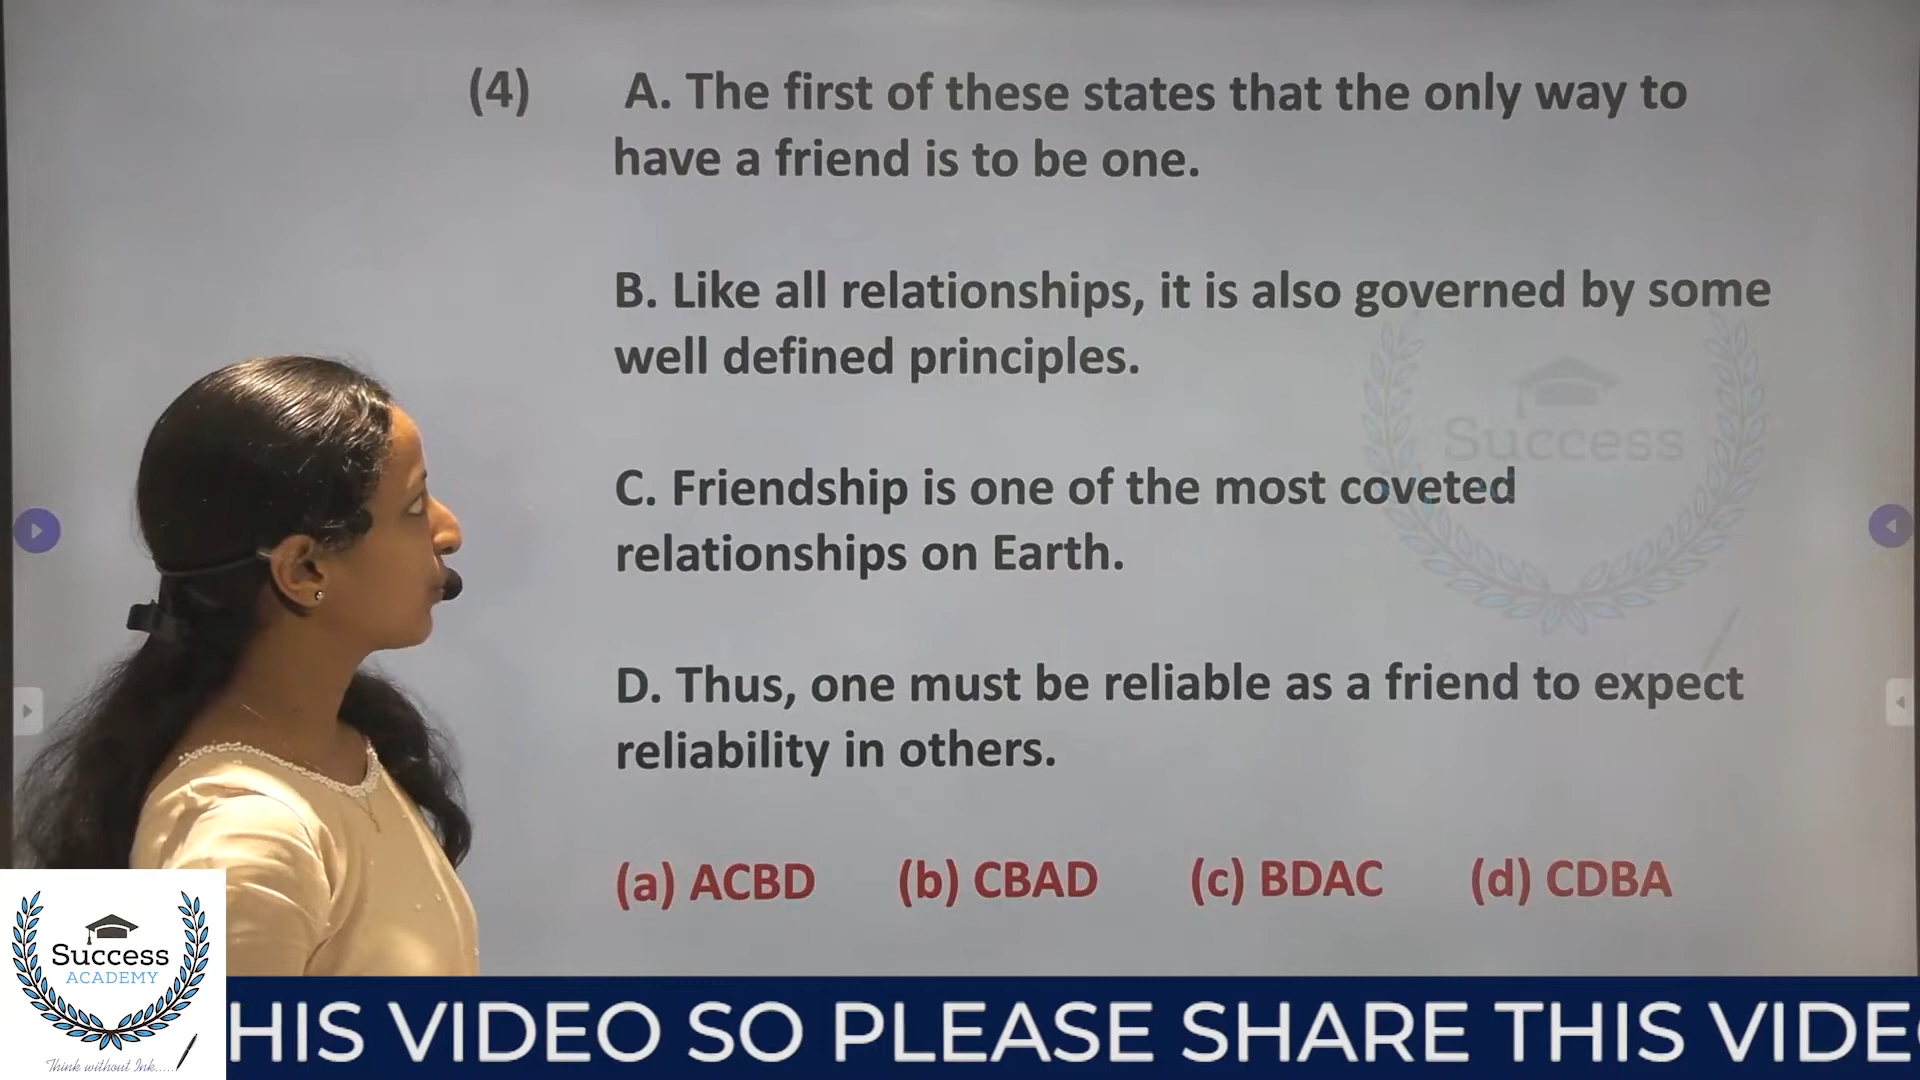 (4) A. The first of these states that the only way to
have a friend is to be one.
B. Like all relationships, it is also governed by some
well defined principles.
C. Friendship is one of the most coveted
relationships on Earth.
D. Thus, one must be reliable as a friend to expect
reliability in others.
(a) ACBD (b) CBAD (c) BDAC (d) CDBA
Success
Success
ACADEMY
Think without Ink.....
HIS VIDEO SO PLEASE SHARE THIS VIDE